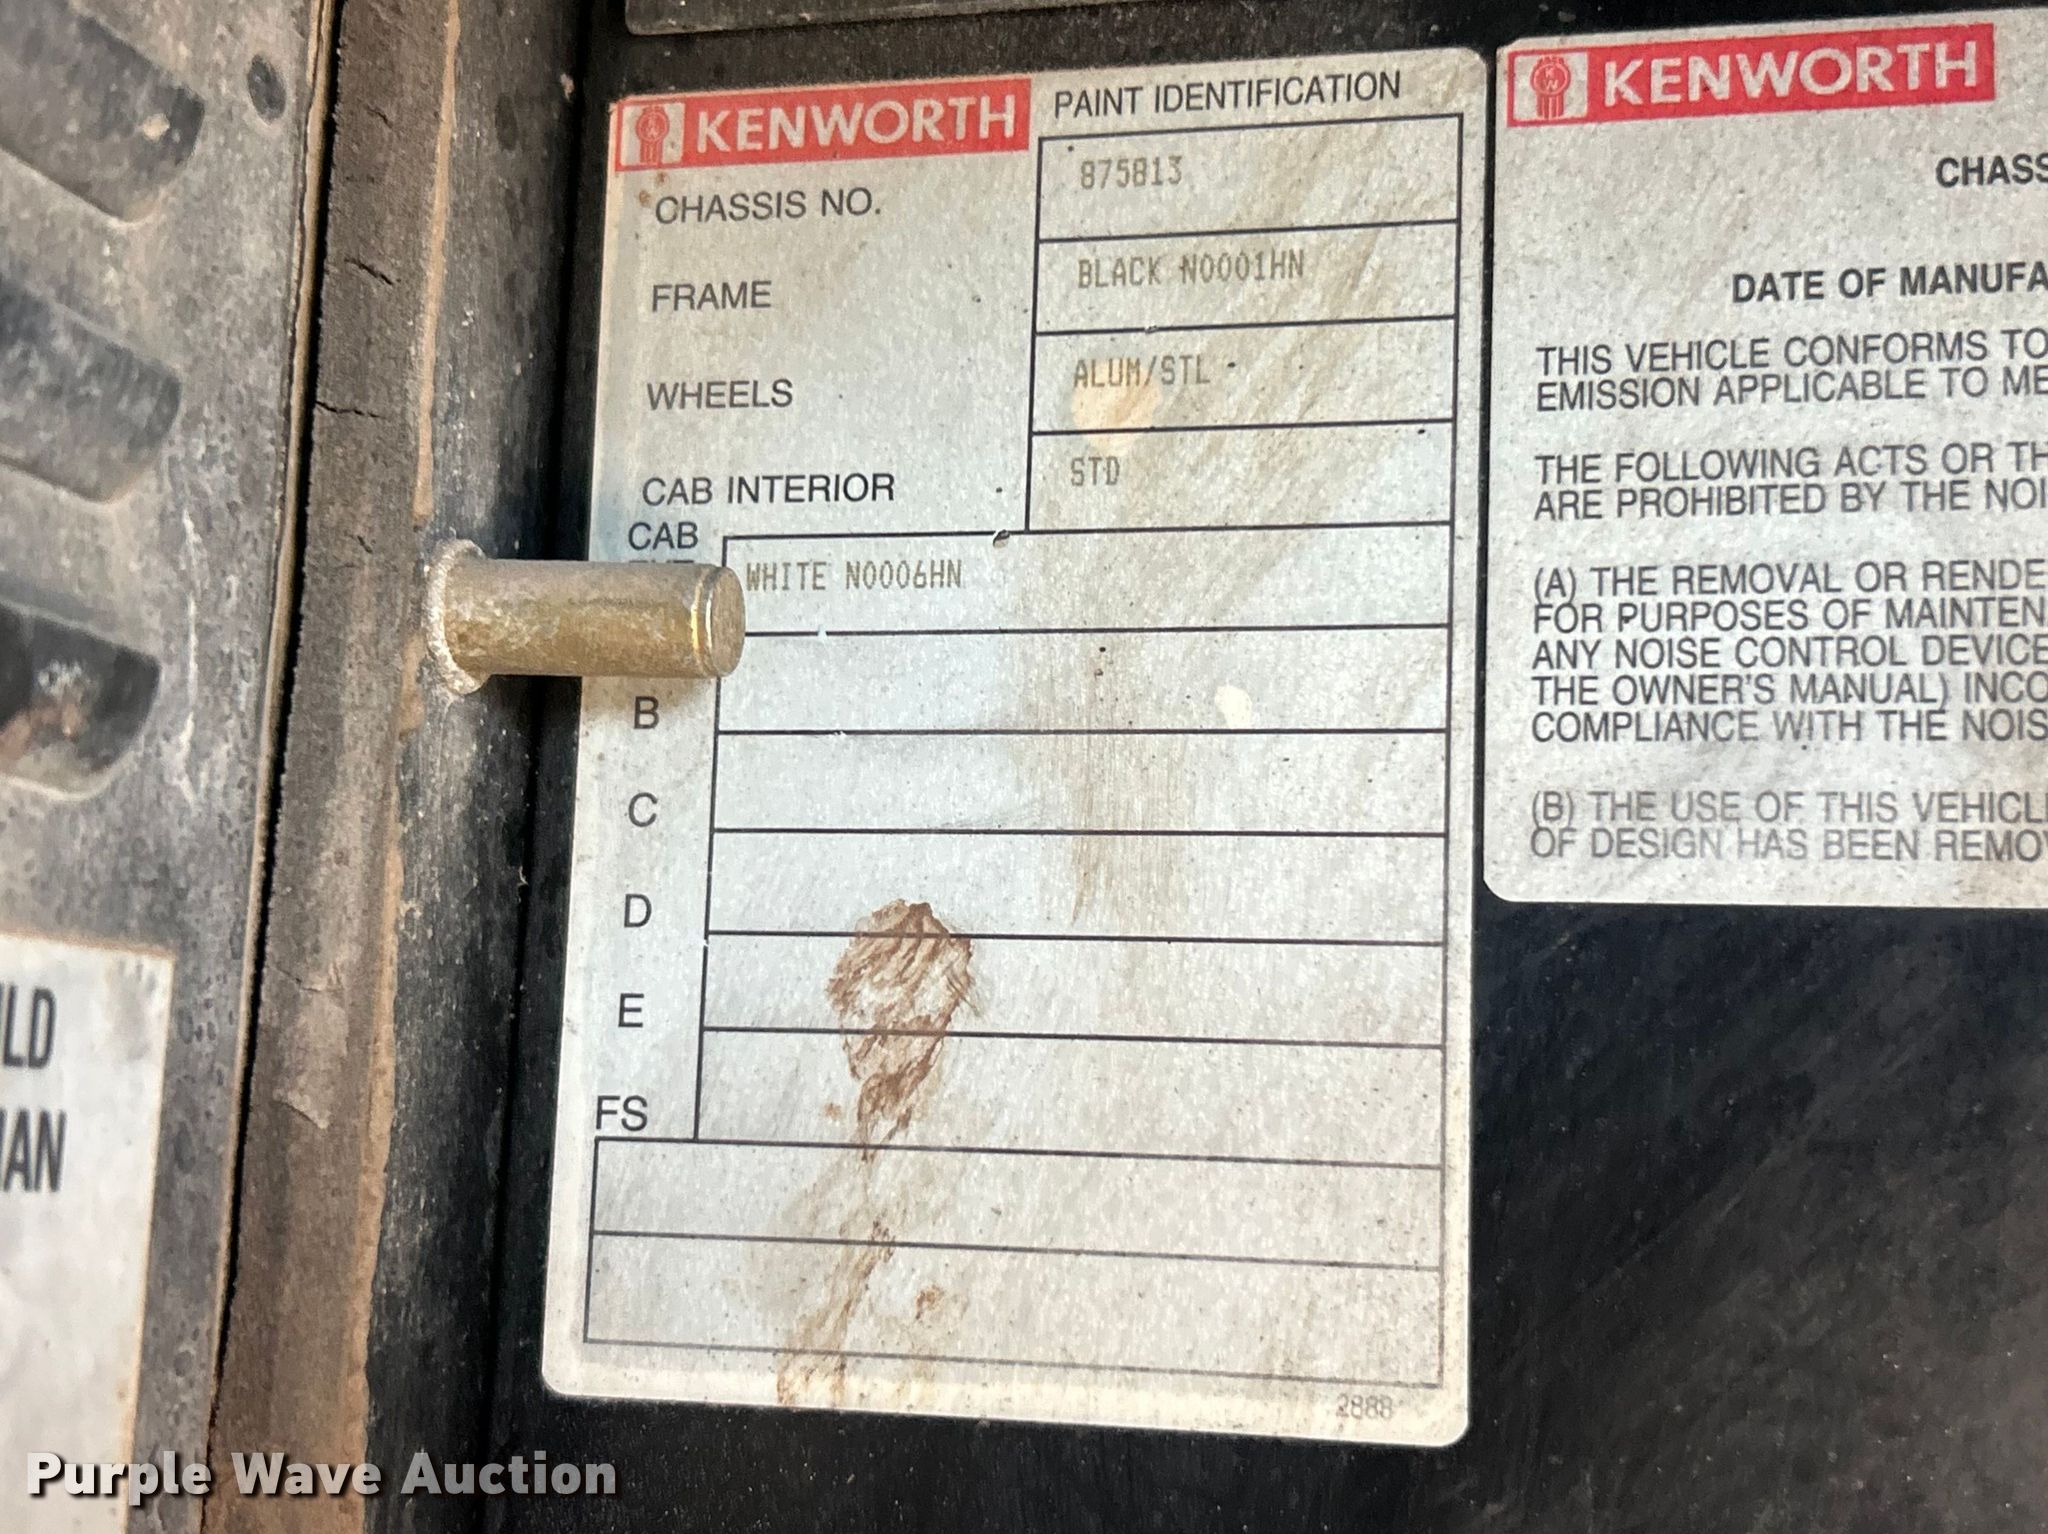 KENWORTH
PAINT IDENTIFICATION
CHASSIS NO.
875813
FRAME
BLACK N0001HN
WHEELS
ALUM/STL
CAB INTERIOR
STD
CAB
WHITE N0006HN
B
C
D
E
FS
2888
KENWORTH
CHASS
DATE OF MANUFA
THIS VEHICLE CONFORMS TO
EMISSION APPLICABLE TO ME
THE FOLLOWING ACTS OR TH
ARE PROHIBITED BY THE NOI
(A) THE REMOVAL OR RENDE
FOR PURPOSES OF MAINTEN
ANY NOISE CONTROL DEVICE
THE OWNER'S MANUAL) INCO
COMPLIANCE WITH THE NOIS
(B) THE USE OF THIS VEHICL
OF DESIGN HAS BEEN REMOV
LD
AN
Purple Wave Auction